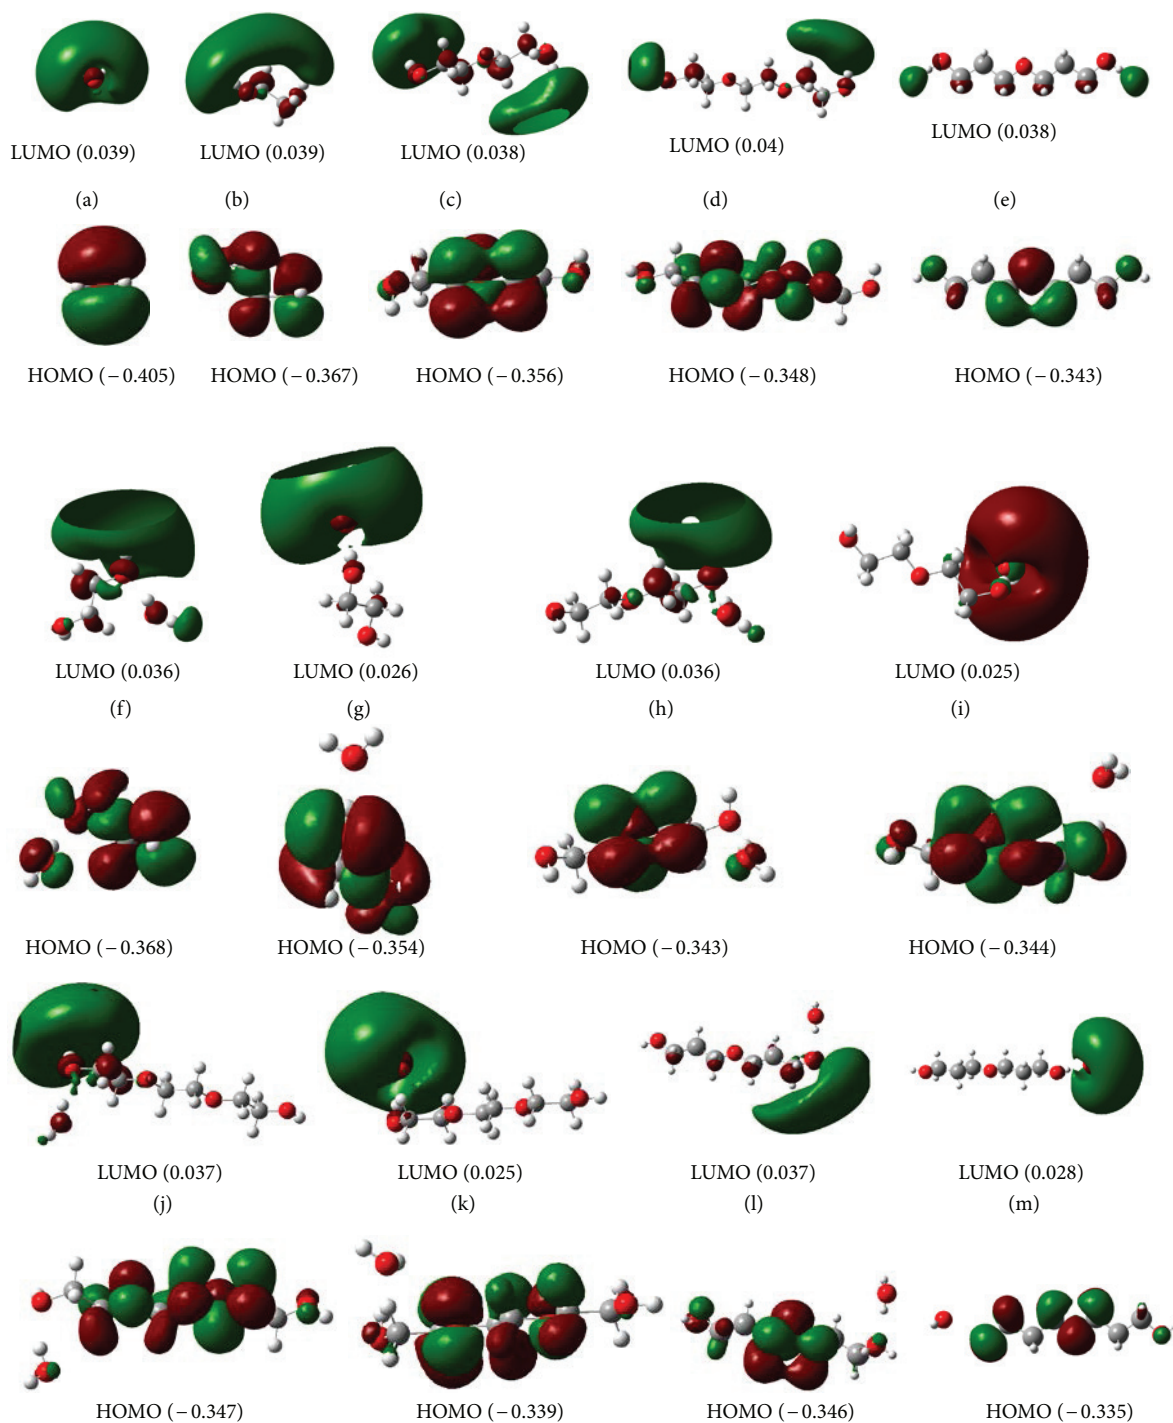 LUMO (0.039) LUMO (0.039) LUMO (0.038) LUMO (0.04) LUMO (0.038)
(a) (b) (c) (d) (e)
HOMO (−0.405) HOMO (−0.367) HOMO (−0.356) HOMO (−0.348) HOMO (−0.343)
LUMO (0.036) LUMO (0.026) LUMO (0.036) LUMO (0.025)
(f) (g) (h) (i)
HOMO (−0.368) HOMO (−0.354) HOMO (−0.343) HOMO (−0.344)
LUMO (0.037) LUMO (0.025) LUMO (0.037) LUMO (0.028)
(j) (k) (l) (m)
HOMO (−0.347) HOMO (−0.339) HOMO (−0.346) HOMO (−0.335)